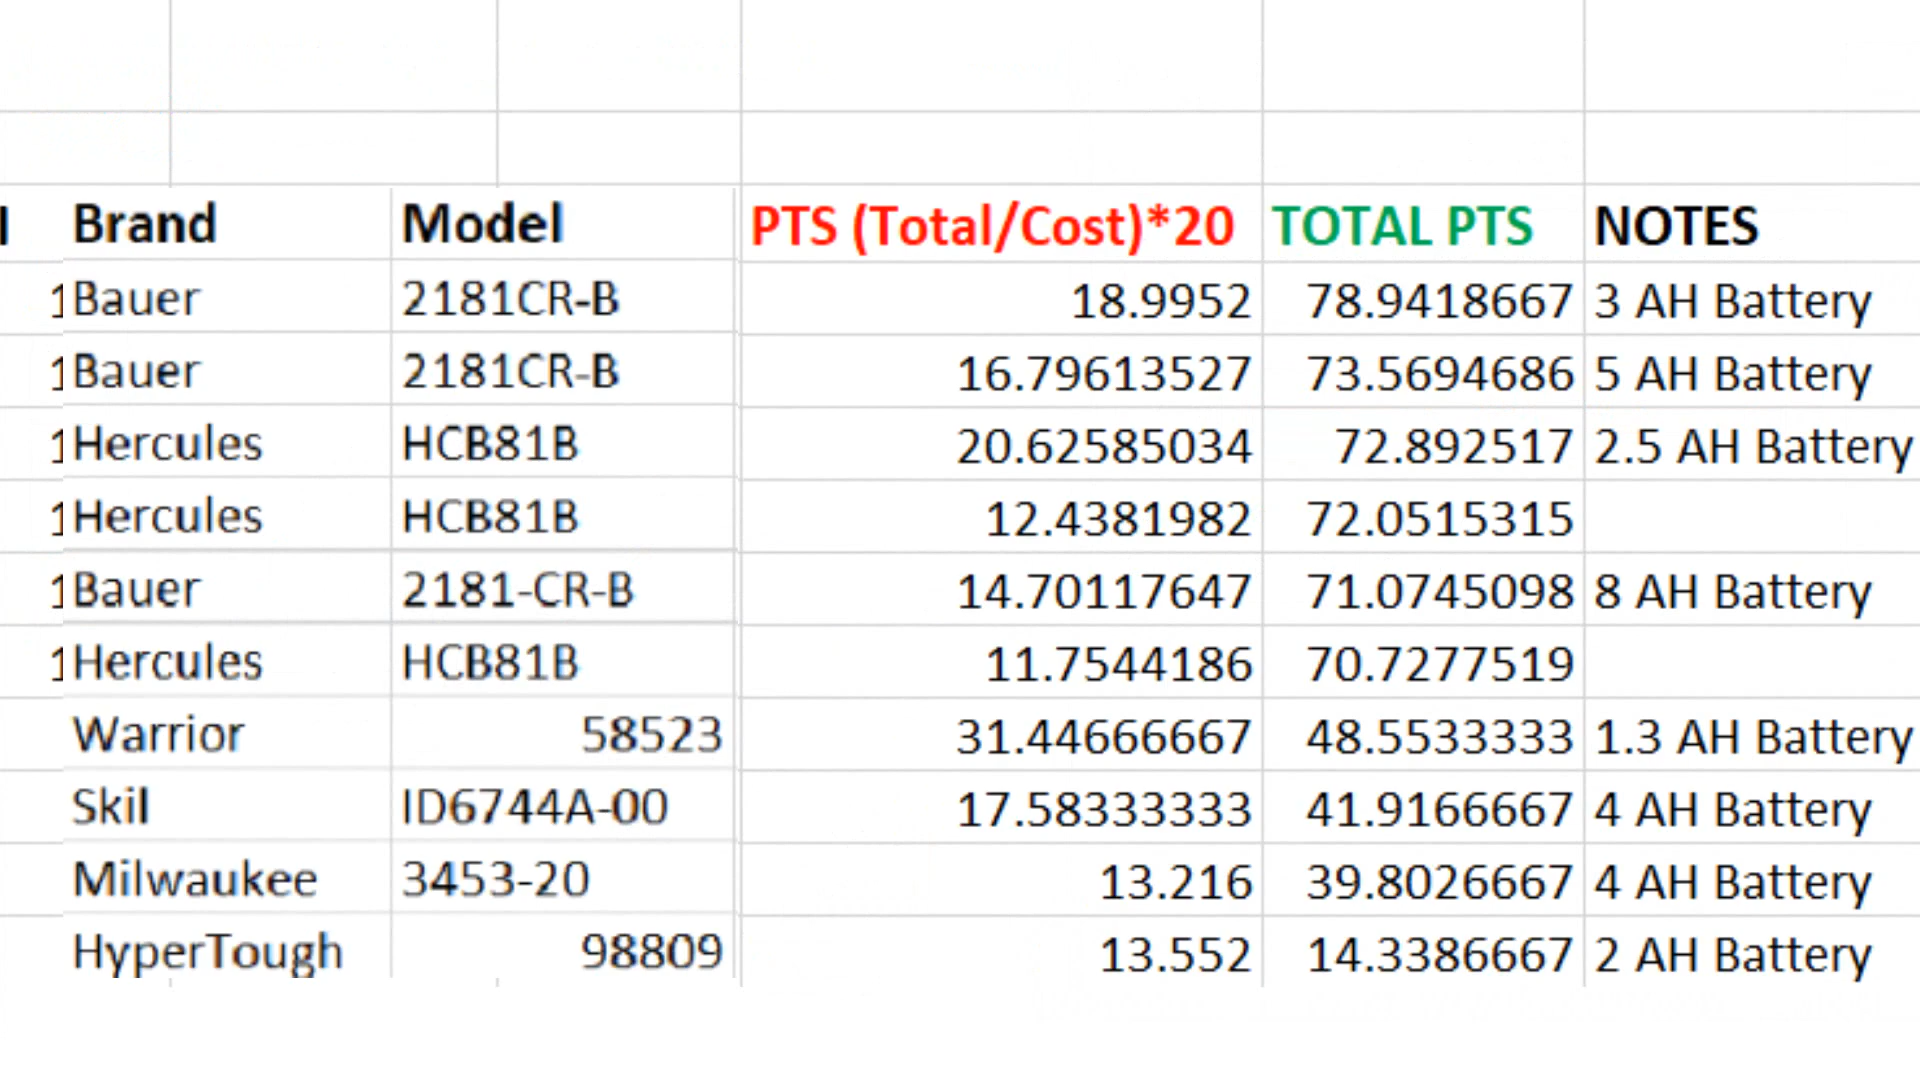 Brand Model PTS (Total/Cost)*20 TOTAL PTS NOTES
1 Bauer 2181CR-B 18.9952 78.9418667 3 AH Battery
1 Bauer 2181CR-B 16.79613527 73.5694686 5 AH Battery
1 Hercules HCB81B 20.62585034 72.892517 2.5 AH Battery
1 Hercules HCB81B 12.4381982 72.0515315
1 Bauer 2181-CR-B 14.70117647 71.0745098 8 AH Battery
1 Hercules HCB81B 11.7544186 70.7277519
Warrior 58523 31.44666667 48.5533333 1.3 AH Battery
Skil ID6744A-00 17.58333333 41.9166667 4 AH Battery
Milwaukee 3453-20 13.216 39.8026667 4 AH Battery
HyperTough 98809 13.552 14.3386667 2 AH Battery